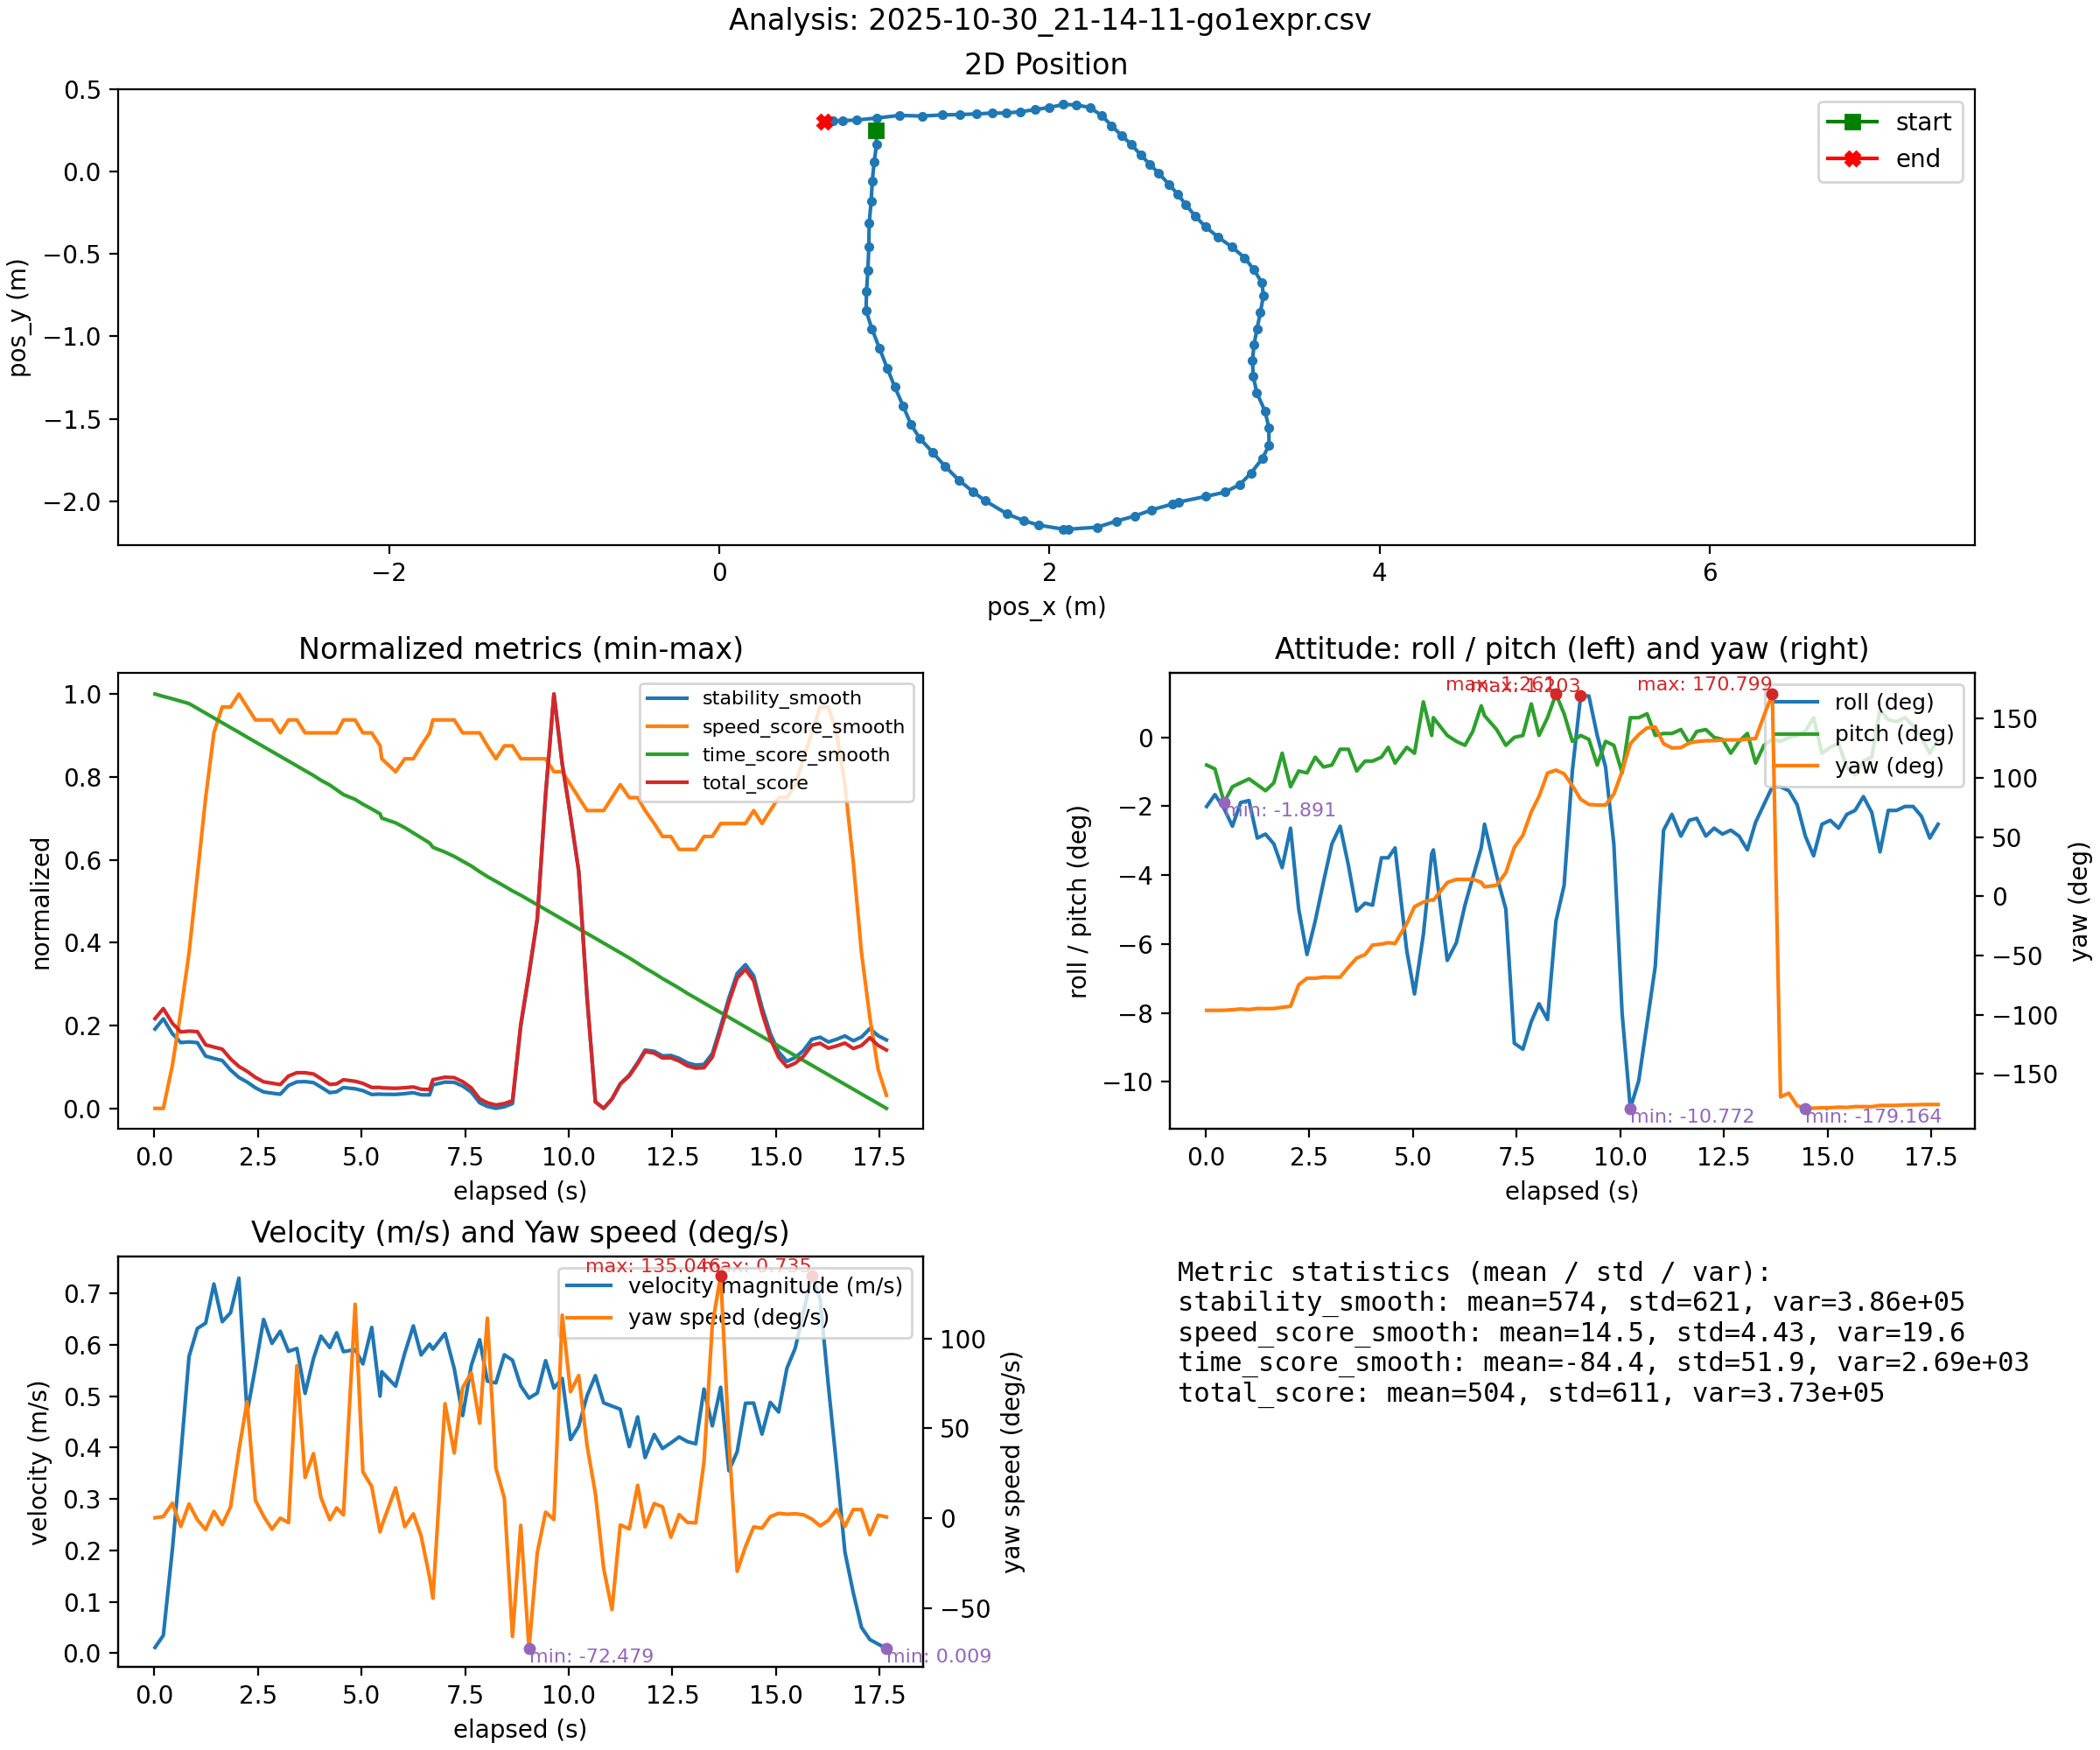 Analysis: 2025-10-30_21-14-11-go1expr.csv
2D Position
0.5
0.0
−0.5
−1.0
−1.5
−2.0
pos_y (m)
start
end
−2
0
2
4
6
pos_x (m)
Normalized metrics (min-max)
1.0
0.8
0.6
0.4
0.2
0.0
normalized
stability_smooth
speed_score_smooth
time_score_smooth
total_score
0.0
2.5
5.0
7.5
10.0
12.5
15.0
17.5
elapsed (s)
Attitude: roll / pitch (left) and yaw (right)
max: 1.261
max: 1.203
max: 170.799
0
−2
−4
−6
−8
−10
roll / pitch (deg)
roll (deg)
pitch (deg)
yaw (deg)
min: -1.891
min: -10.772
min: -179.164
150
100
50
0
−50
−100
−150
yaw (deg)
0.0
2.5
5.0
7.5
10.0
12.5
15.0
17.5
elapsed (s)
Velocity (m/s) and Yaw speed (deg/s)
max: 135.046
max: 0.735
0.7
0.6
0.5
0.4
0.3
0.2
0.1
0.0
velocity (m/s)
velocity magnitude (m/s)
yaw speed (deg/s)
100
50
0
−50
yaw speed (deg/s)
min: -72.479
min: 0.009
0.0
2.5
5.0
7.5
10.0
12.5
15.0
17.5
elapsed (s)
Metric statistics (mean / std / var):
stability_smooth: mean=574, std=621, var=3.86e+05
speed_score_smooth: mean=14.5, std=4.43, var=19.6
time_score_smooth: mean=-84.4, std=51.9, var=2.69e+03
total_score: mean=504, std=611, var=3.73e+05